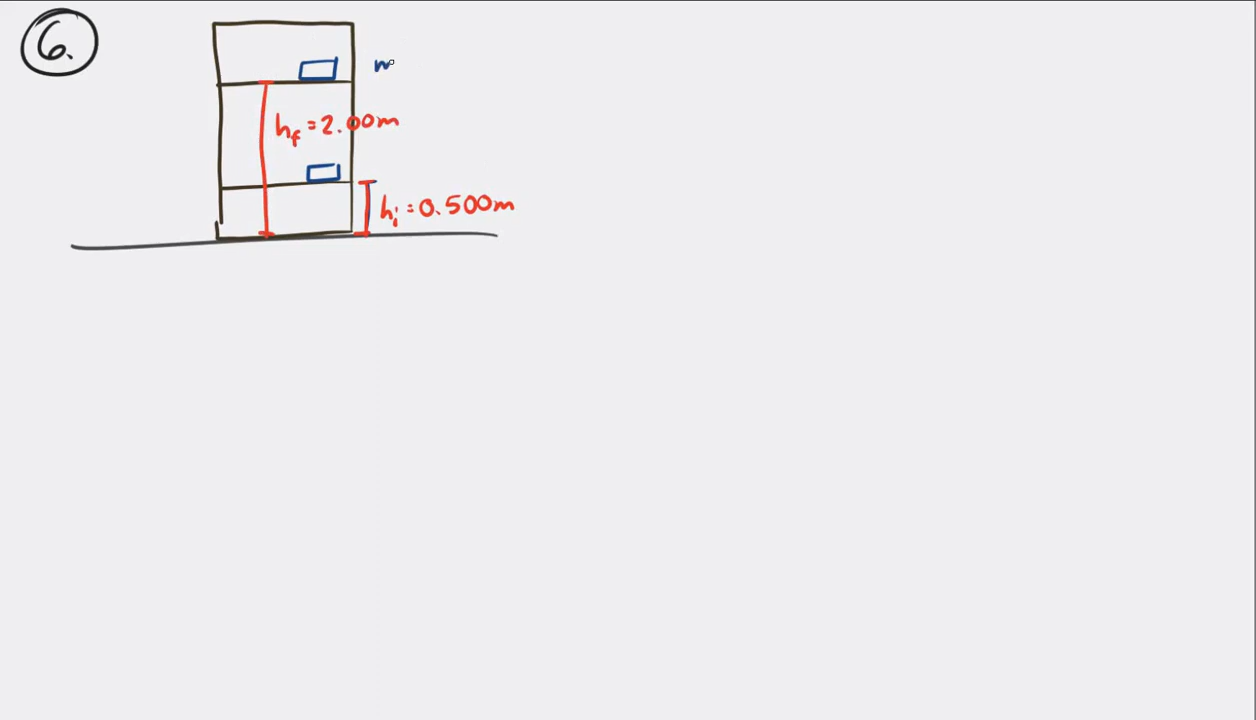 6.
m
hf = 2.00m
hi = 0.500m